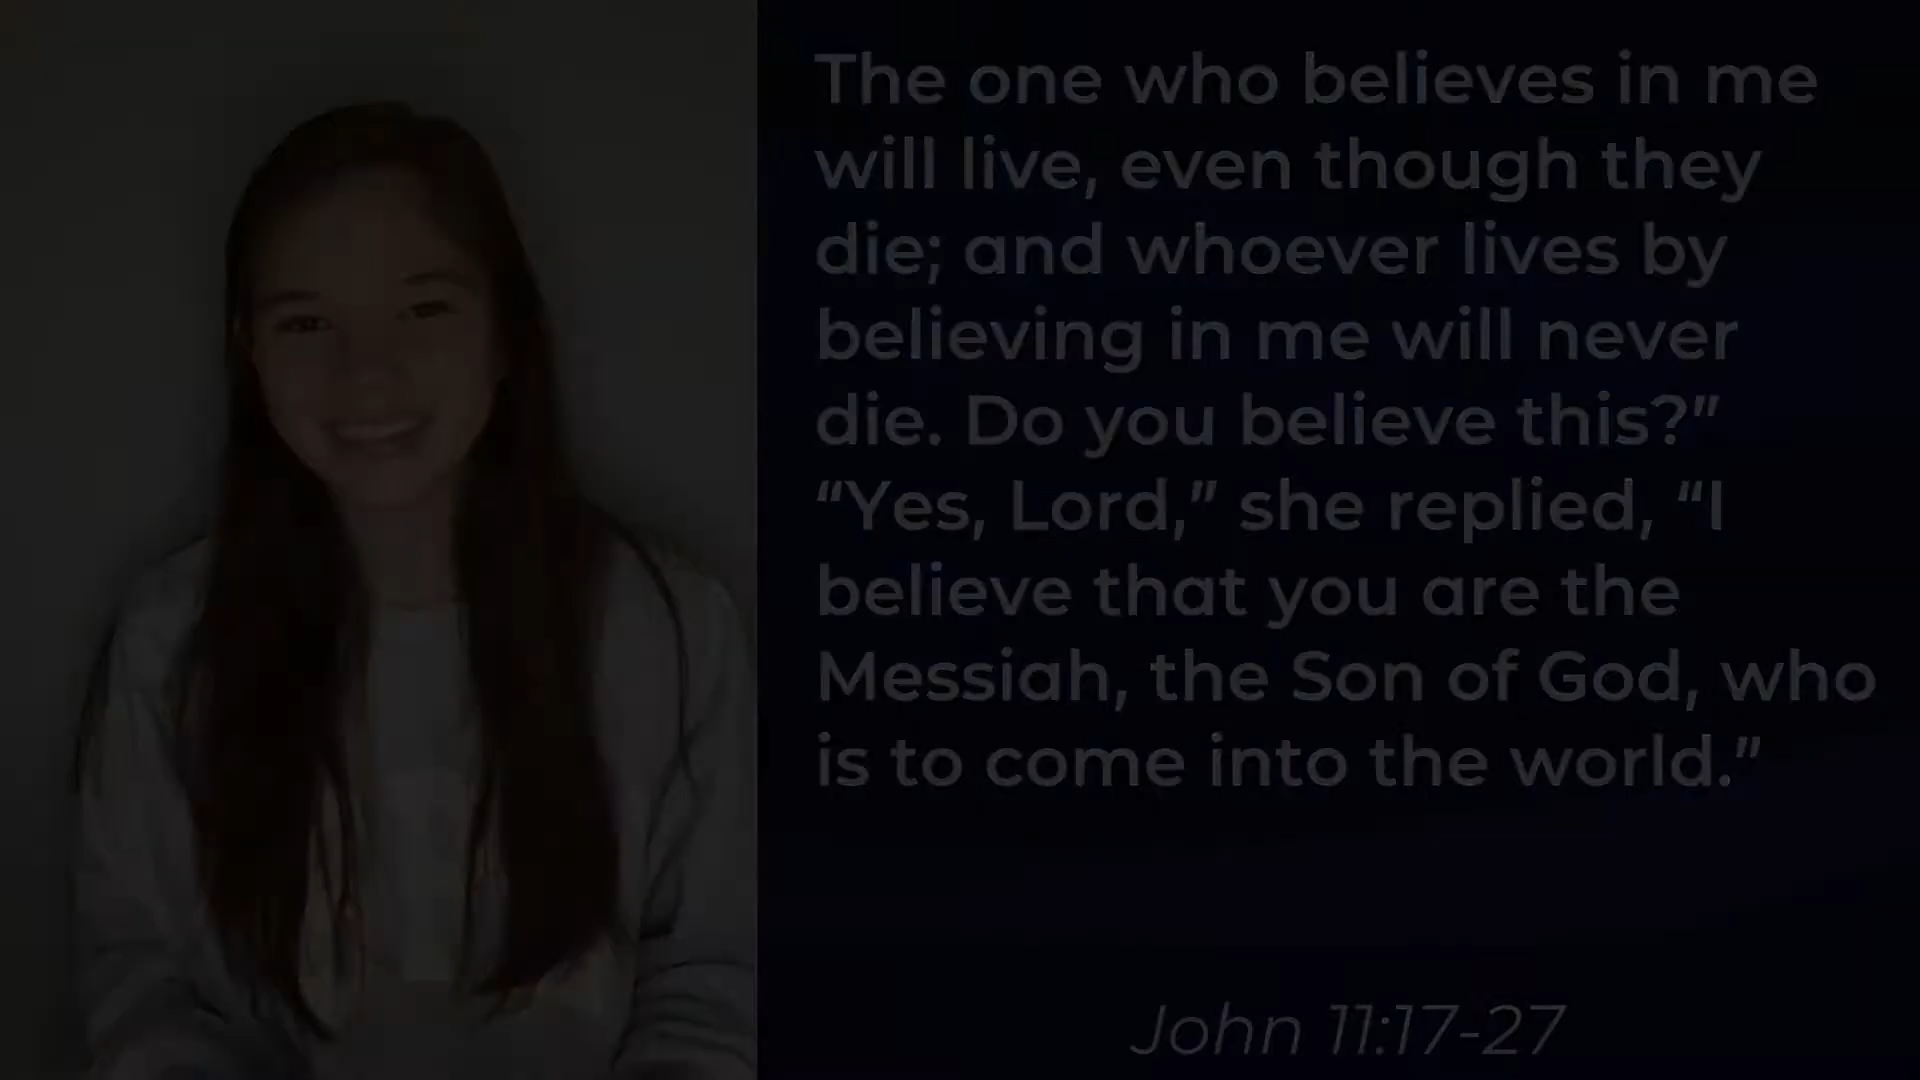 The one who believes in me
will live, even though they
die; and whoever lives by
believing in me will never
die. Do you believe this?”
“Yes, Lord,” she replied, “I
believe that you are the
Messiah, the Son of God, who
is to come into the world.”
John 11:17-27